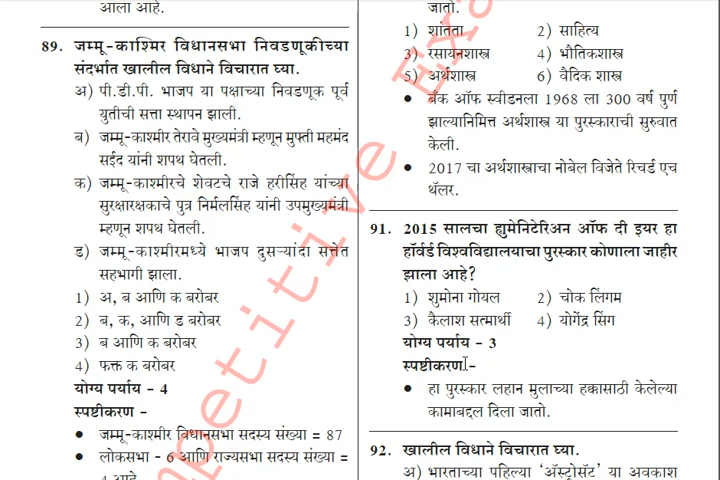 आला आहे.
89. जम्मू-काश्मिर विधानसभा निवडणूकीच्या
संदर्भात खालील विधाने विचारात घ्या.
अ) पी.डी.पी. भाजप या पक्षाच्या निवडणूक पूर्व
युतीची सत्ता स्थापन झाली.
ब) जम्मू-काश्मीर तेरावे मुख्यमंत्री म्हणून मुफ्ती महमंद
सईद यांनी शपथ घेतली.
क) जम्मू-काश्मीरचे शेवटचे राजे हरीसिंह यांच्या
सुरक्षारक्षकाचे पुत्र निर्मलसिंह यांनी उपमुख्यमंत्री
म्हणून शपथ घेतली.
ड) जम्मू-काश्मीरमध्ये भाजप दुसऱ्यांदा सत्तेत
सहभागी झाला.
1) अ, ब आणि क बरोबर
2) ब, क, आणि ड बरोबर
3) ब आणि क बरोबर
4) फक्त क बरोबर
योग्य पर्याय - 4
स्पष्टीकरण -
• जम्मू-काश्मीर विधानसभा सदस्य संख्या = 87
• लोकसभा - 6 आणि राज्यसभा सदस्य संख्या =
4 आहे.
जातो.
1) शांतता 2) साहित्य
3) रसायनशास्त्र 4) भौतिकशास्त्र
5) अर्थशास्त्र 6) वैदिक शास्त्र
• बँक ऑफ स्वीडनला 1968 ला 300 वर्ष पुर्ण
झाल्यानिमित्त अर्थशास्त्र या पुरस्काराची सुरुवात
केली.
• 2017 चा अर्थशास्त्राचा नोबेल विजेते रिचर्ड एच
थॅलर.
91. 2015 सालचा ह्युमेनिटेरिअन ऑफ दी इयर हा
हॉर्वर्ड विश्वविद्यालयाचा पुरस्कार कोणाला जाहीर
झाला आहे?
1) शुमोना गोयल 2) चोक लिंगम
3) कैलाश सत्मार्थी 4) योगेंद्र सिंग
योग्य पर्याय - 3
स्पष्टीकरण -
• हा पुरस्कार लहान मुलाच्या हक्कासाठी केलेल्या
कामाबद्दल दिला जातो.
92. खालील विधाने विचारात घ्या.
अ) भारताच्या पहिल्या ‘अ‍ॅस्ट्रोसॅट’ या अवकाश
mpetitive Exa